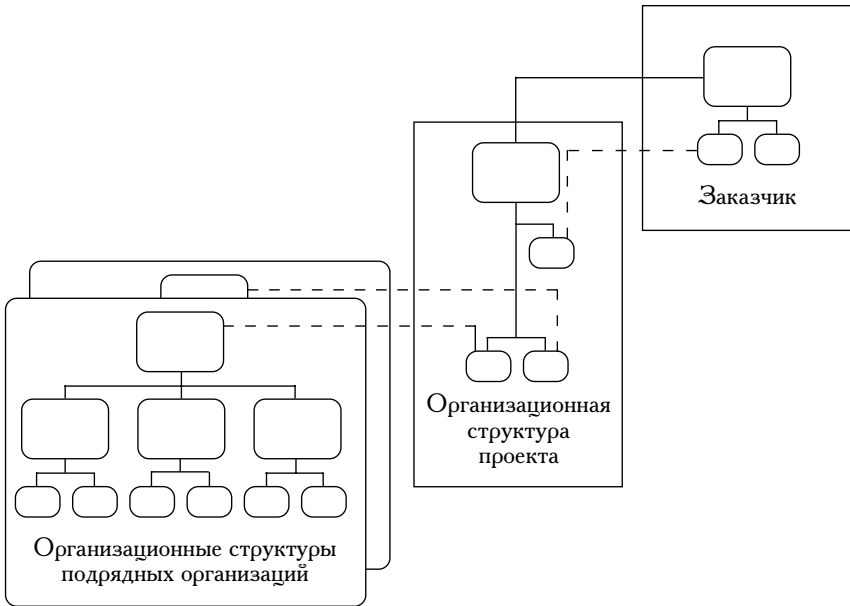 Заказчик
Организационная
структура
проекта
Организационные структуры
подрядных организаций